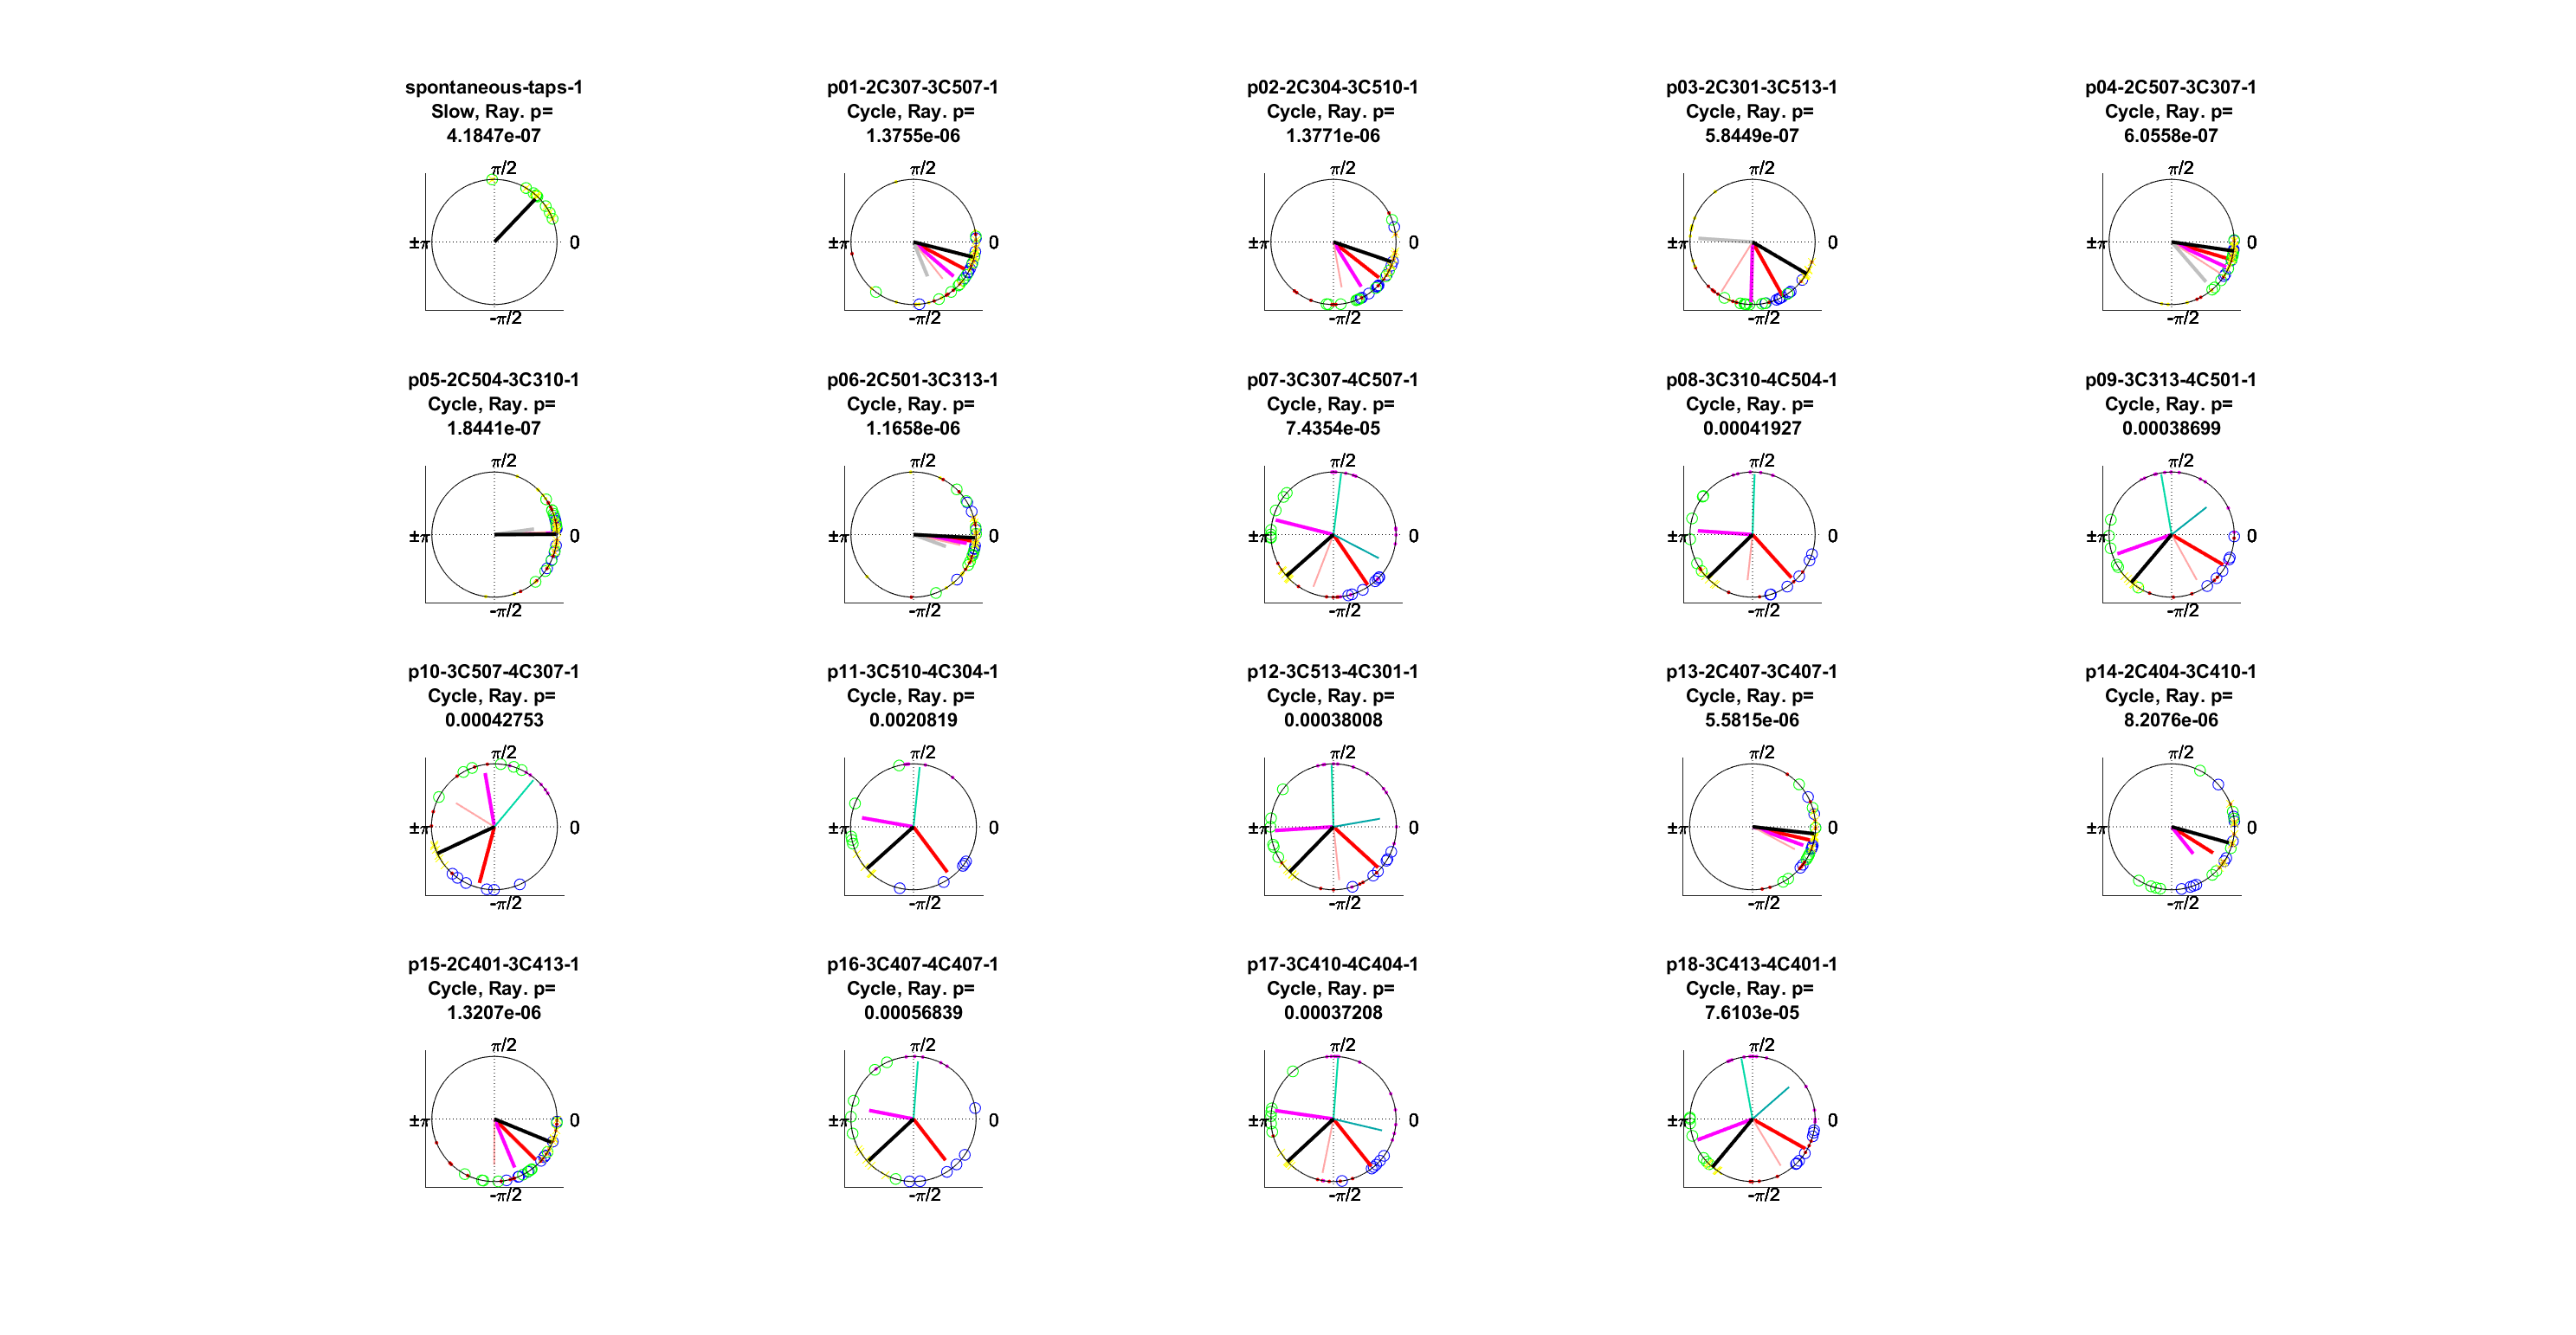 spontaneous-taps-1
Slow, Ray. p=
4.1847e-07
π/2
±π
0
-π/2
p01-2C307-3C507-1
Cycle, Ray. p=
1.3755e-06
π/2
±π
0
-π/2
p02-2C304-3C510-1
Cycle, Ray. p=
1.3771e-06
π/2
±π
0
-π/2
p03-2C301-3C513-1
Cycle, Ray. p=
5.8449e-07
π/2
±π
0
-π/2
p04-2C507-3C307-1
Cycle, Ray. p=
6.0558e-07
π/2
±π
0
-π/2
p05-2C504-3C310-1
Cycle, Ray. p=
1.8441e-07
π/2
±π
0
-π/2
p06-2C501-3C313-1
Cycle, Ray. p=
1.1658e-06
π/2
±π
0
-π/2
p07-3C307-4C507-1
Cycle, Ray. p=
7.4354e-05
π/2
±π
0
-π/2
p08-3C310-4C504-1
Cycle, Ray. p=
0.00041927
π/2
±π
0
-π/2
p09-3C313-4C501-1
Cycle, Ray. p=
0.00038699
π/2
±π
0
-π/2
p10-3C507-4C307-1
Cycle, Ray. p=
0.00042753
π/2
±π
0
-π/2
p11-3C510-4C304-1
Cycle, Ray. p=
0.0020819
π/2
±π
0
-π/2
p12-3C513-4C301-1
Cycle, Ray. p=
0.00038008
π/2
±π
0
-π/2
p13-2C407-3C407-1
Cycle, Ray. p=
5.5815e-06
π/2
±π
0
-π/2
p14-2C404-3C410-1
Cycle, Ray. p=
8.2076e-06
π/2
±π
0
-π/2
p15-2C401-3C413-1
Cycle, Ray. p=
1.3207e-06
π/2
±π
0
-π/2
p16-3C407-4C407-1
Cycle, Ray. p=
0.00056839
π/2
±π
0
-π/2
p17-3C410-4C404-1
Cycle, Ray. p=
0.00037208
π/2
±π
0
-π/2
p18-3C413-4C401-1
Cycle, Ray. p=
7.6103e-05
π/2
±π
0
-π/2